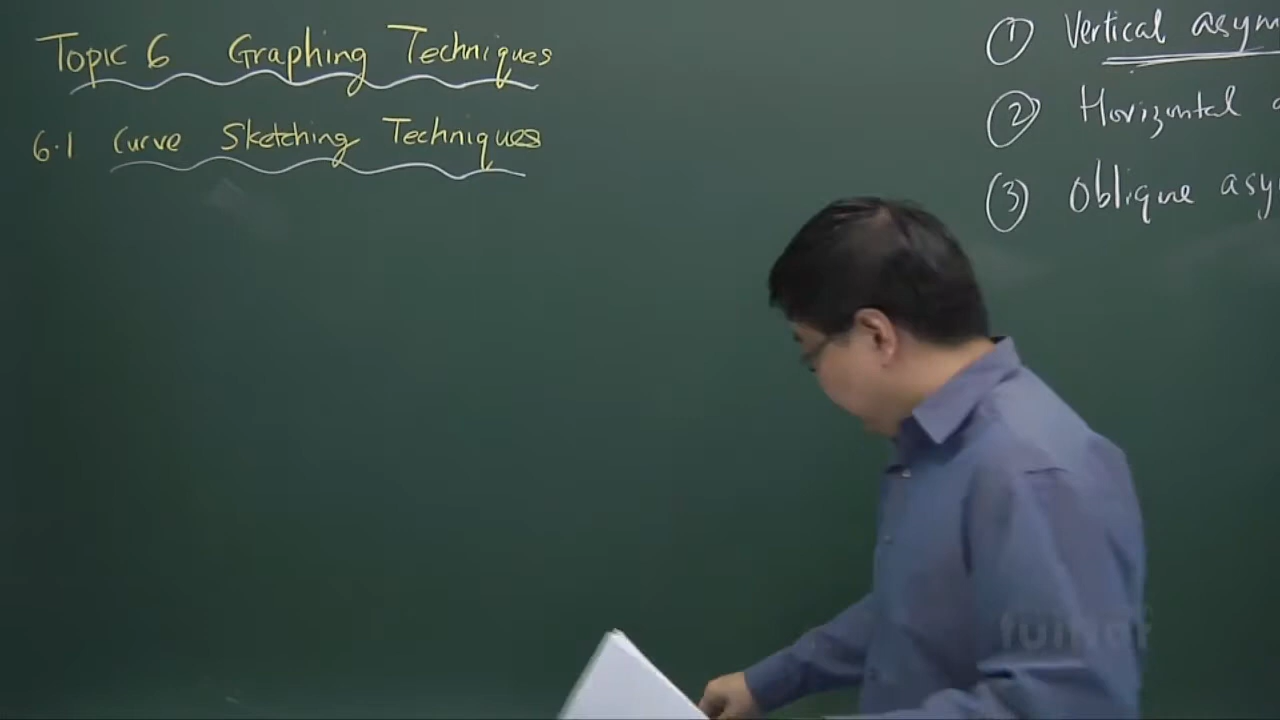 Topic 6 Graphing Techniques
6.1 Curve Sketching Techniques
① Vertical asym
② Horizontal a
③ Oblique asy